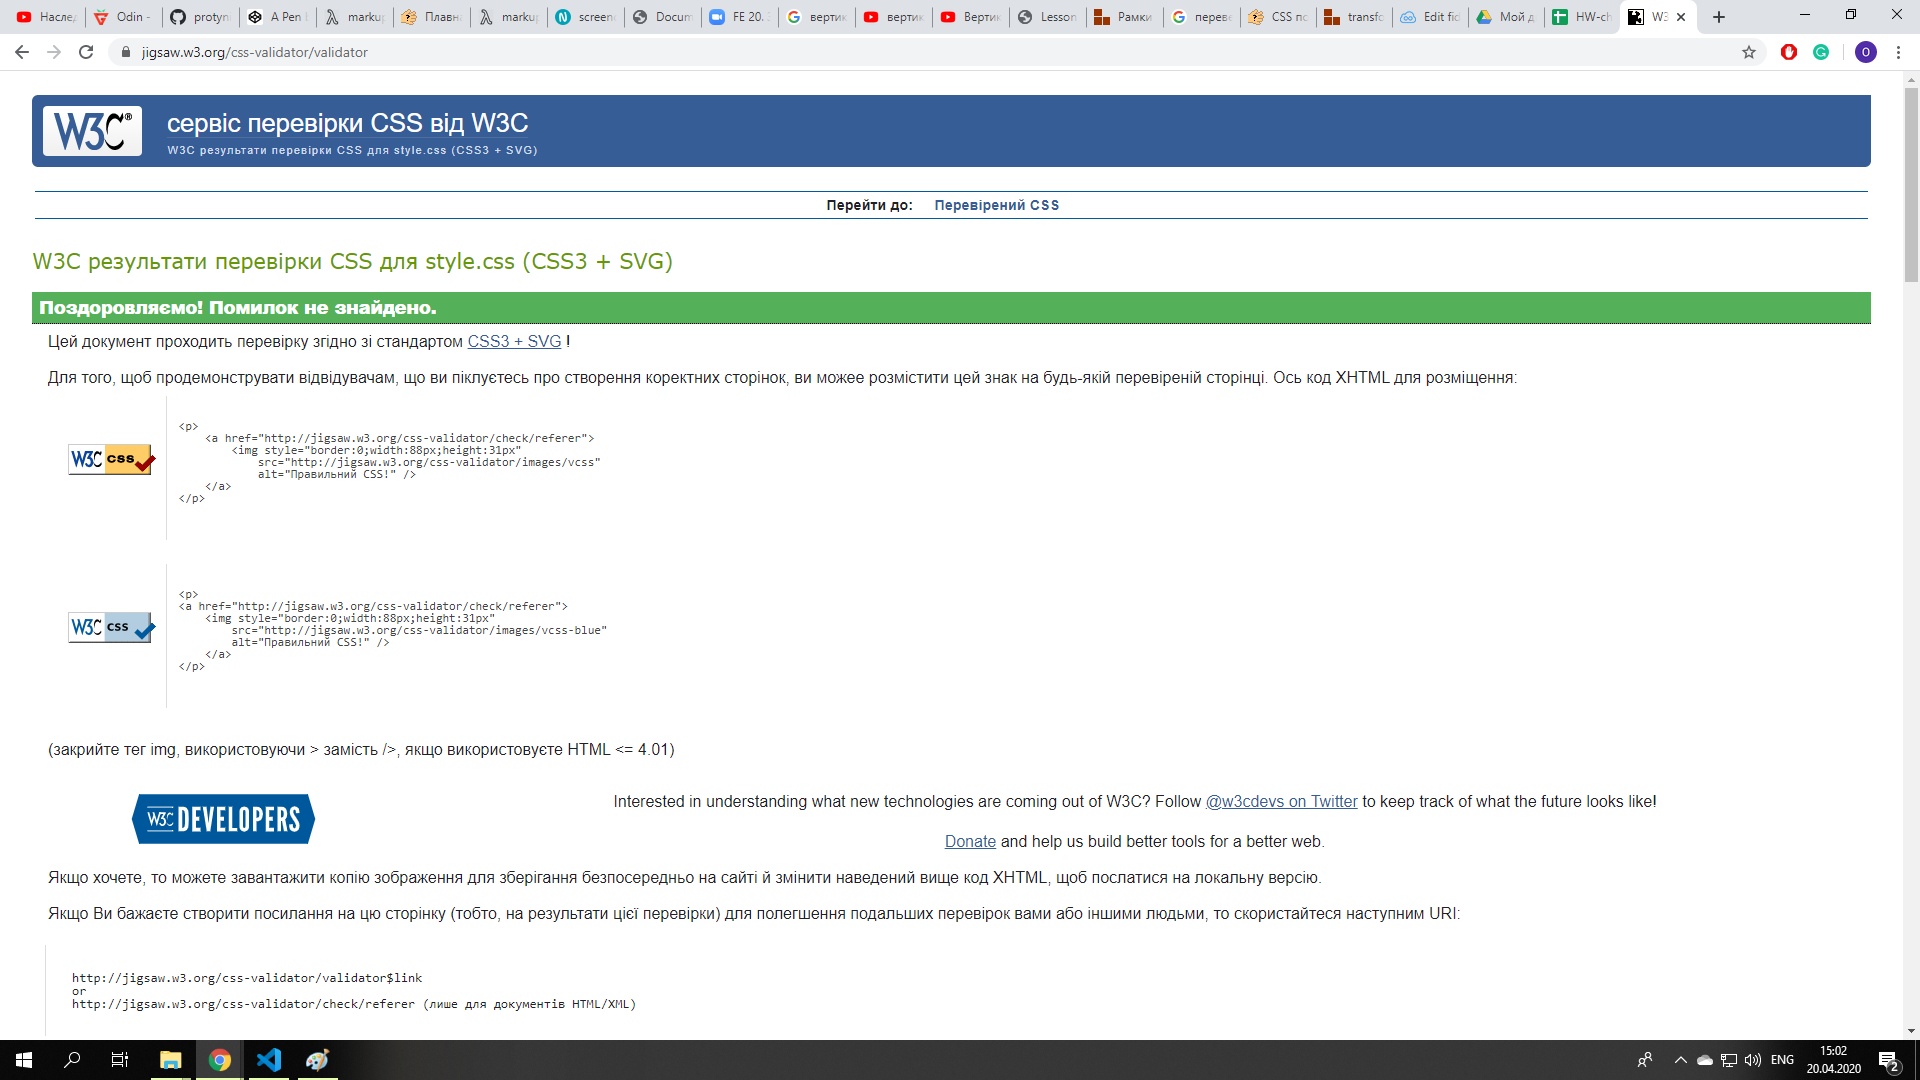 Наслед
Odin -
protyn
A Pen
markup
Плавн
markup
screen
Docum
FE 20.
вертик
вертик
Вертик
Lesson
Рамки
переве
CSS по
transfo
Edit fid
Мой д
HW-ch
W3
jigsaw.w3.org/css-validator/validator
O
W3C®
сервіс перевірки CSS від W3C
W3C результати перевірки CSS для style.css (CSS3 + SVG)
Перейти до: Перевірений CSS
W3C результати перевірки CSS для style.css (CSS3 + SVG)
Поздоровляємо! Помилок не знайдено.
Цей документ проходить перевірку згідно зі стандартом CSS3 + SVG !
Для того, щоб продемонструвати відвідувачам, що ви піклуєтесь про створення коректних сторінок, ви можее розмістити цей знак на будь-якій перевіреній сторінці. Ось код XHTML для розміщення:
W3C css
<p>
<a href="http://jigsaw.w3.org/css-validator/check/referer">
<img style="border:0;width:88px;height:31px"
src="http://jigsaw.w3.org/css-validator/images/vcss"
alt="Правильний CSS!" />
</a>
</p>
W3C css
<p>
<a href="http://jigsaw.w3.org/css-validator/check/referer">
<img style="border:0;width:88px;height:31px"
src="http://jigsaw.w3.org/css-validator/images/vcss-blue"
alt="Правильний CSS!" />
</a>
</p>
(закрийте тег img, використовуючи > замість />, якщо використовуєте HTML <= 4.01)
W3C DEVELOPERS
Interested in understanding what new technologies are coming out of W3C? Follow @w3cdevs on Twitter to keep track of what the future looks like!
Donate and help us build better tools for a better web.
Якщо хочете, то можете завантажити копію зображення для зберігання безпосередньо на сайті й змінити наведений вище код XHTML, щоб послатися на локальну версію.
Якщо Ви бажаєте створити посилання на цю сторінку (тобто, на результати цієї перевірки) для полегшення подальших перевірок вами або іншими людьми, то скористайтеся наступним URI:
http://jigsaw.w3.org/css-validator/validator$link
or
http://jigsaw.w3.org/css-validator/check/referer (лише для документів HTML/XML)
ENG
15:02
20.04.2020
2